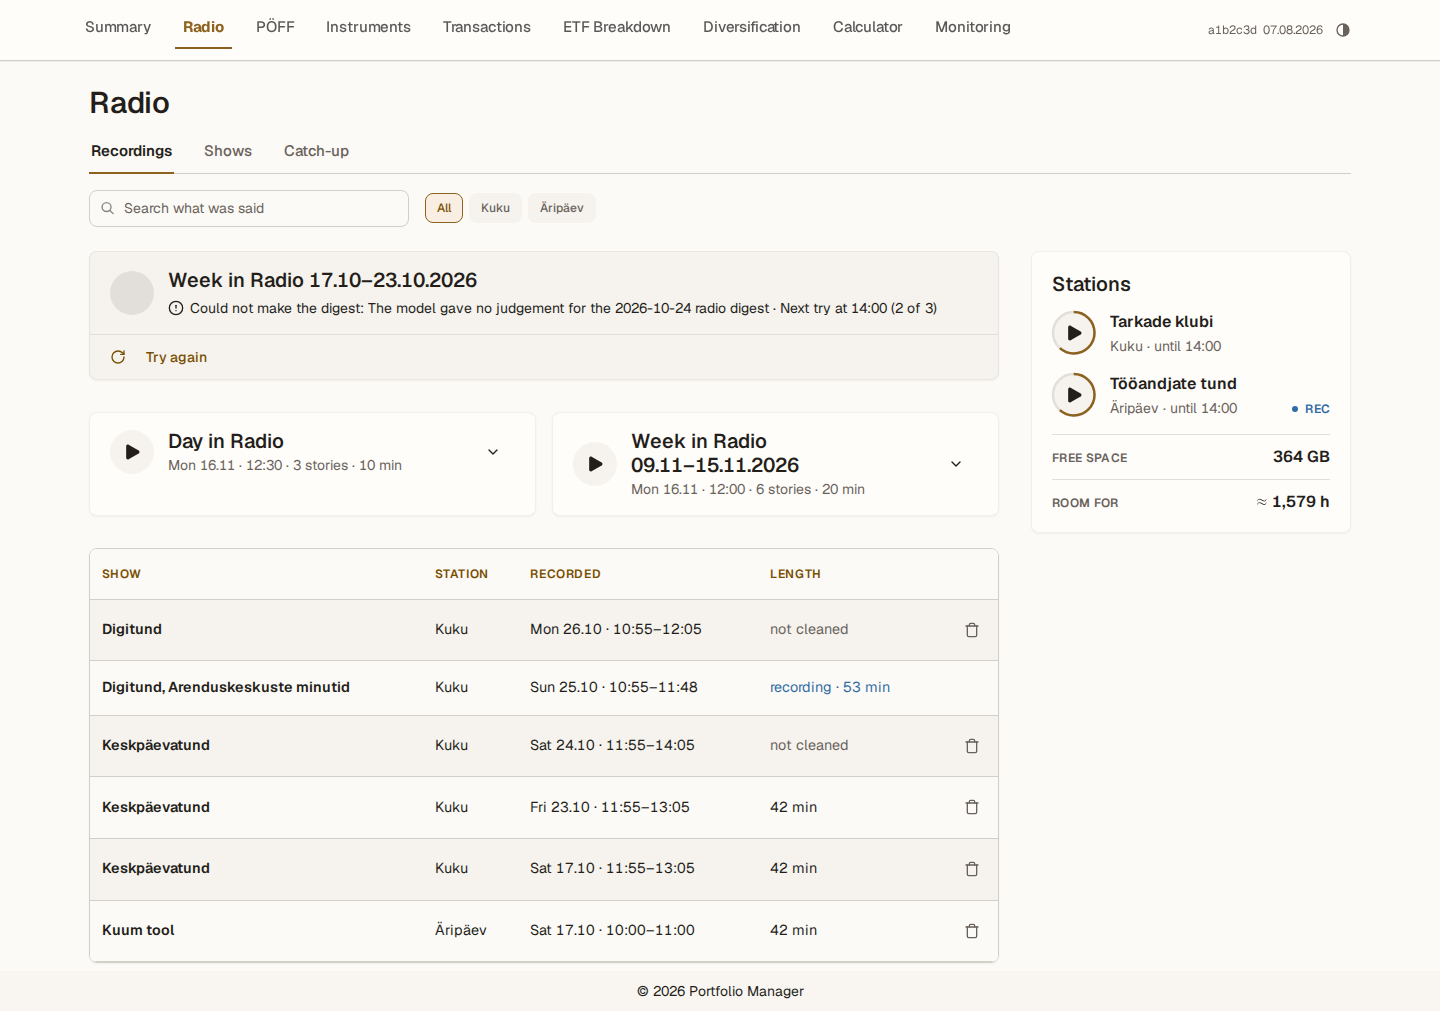 Summary Radio PÖFF Instruments Transactions ETF Breakdown Diversification Calculator Monitoring a1b2c3d 07.08.2026
Radio
Recordings Shows Catch-up
Search what was said All Kuku Äripäev
Week in Radio 17.10–23.10.2026
Could not make the digest: The model gave no judgement for the 2026-10-24 radio digest · Next try at 14:00 (2 of 3)
Try again
Day in Radio
Mon 16.11 · 12:30 · 3 stories · 10 min
Week in Radio
09.11–15.11.2026
Mon 16.11 · 12:00 · 6 stories · 20 min
Stations
Tarkade klubi
Kuku · until 14:00
Tööandjate tund
Äripäev · until 14:00 REC
FREE SPACE 364 GB
ROOM FOR ≈ 1,579 h
SHOW STATION RECORDED LENGTH
Digitund Kuku Mon 26.10 · 10:55–12:05 not cleaned
Digitund, Arenduskeskuste minutid Kuku Sun 25.10 · 10:55–11:48 recording · 53 min
Keskpäevatund Kuku Sat 24.10 · 11:55–14:05 not cleaned
Keskpäevatund Kuku Fri 23.10 · 11:55–13:05 42 min
Keskpäevatund Kuku Sat 17.10 · 11:55–13:05 42 min
Kuum tool Äripäev Sat 17.10 · 10:00–11:00 42 min
© 2026 Portfolio Manager